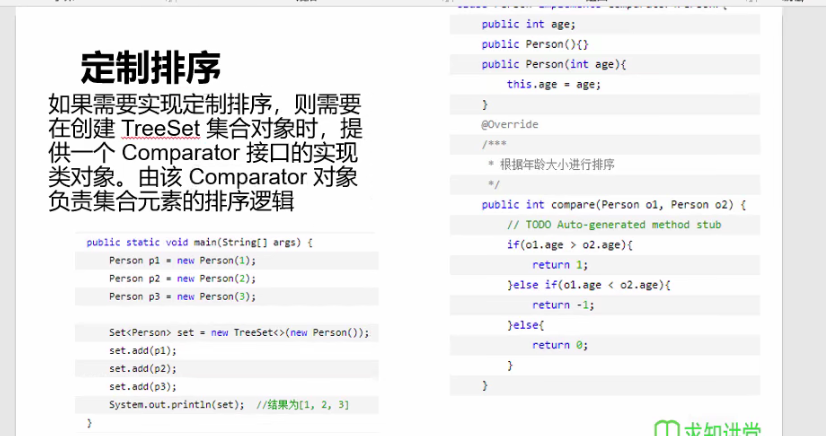 定制排序
如果需要实现定制排序，则需要
在创建 TreeSet 集合对象时，提
供一个 Comparator 接口的实现
类对象。由该 Comparator 对象
负责集合元素的排序逻辑
public static void main(String[] args) {
Person p1 = new Person(1);
Person p2 = new Person(2);
Person p3 = new Person(3);
Set<Person> set = new TreeSet<>(new Person());
set.add(p1);
set.add(p2);
set.add(p3);
System.out.println(set);  //结果为[1, 2, 3]
}
public int age;
public Person(){}
public Person(int age){
this.age = age;
}
@Override
/***
* 根据年龄大小进行排序
*/
public int compare(Person o1, Person o2) {
// TODO Auto-generated method stub
if(o1.age > o2.age){
return 1;
}else if(o1.age < o2.age){
return -1;
}else{
return 0;
}
}
求知讲堂